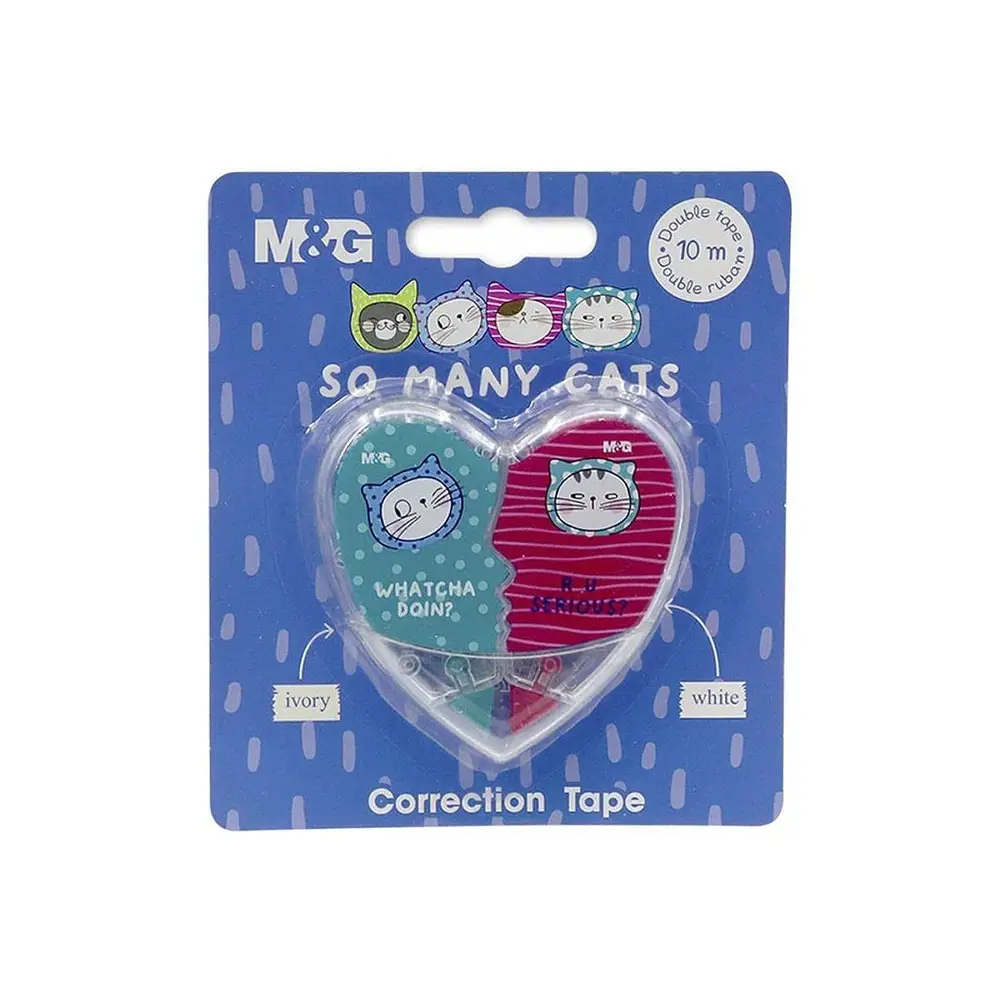 M&G
Double tape
10 m
Double ruban
SO MANY CATS
M&G
WHATCHA
DOIN?
M&G
R U
SERIOUS?
ivory
white
Correction Tape